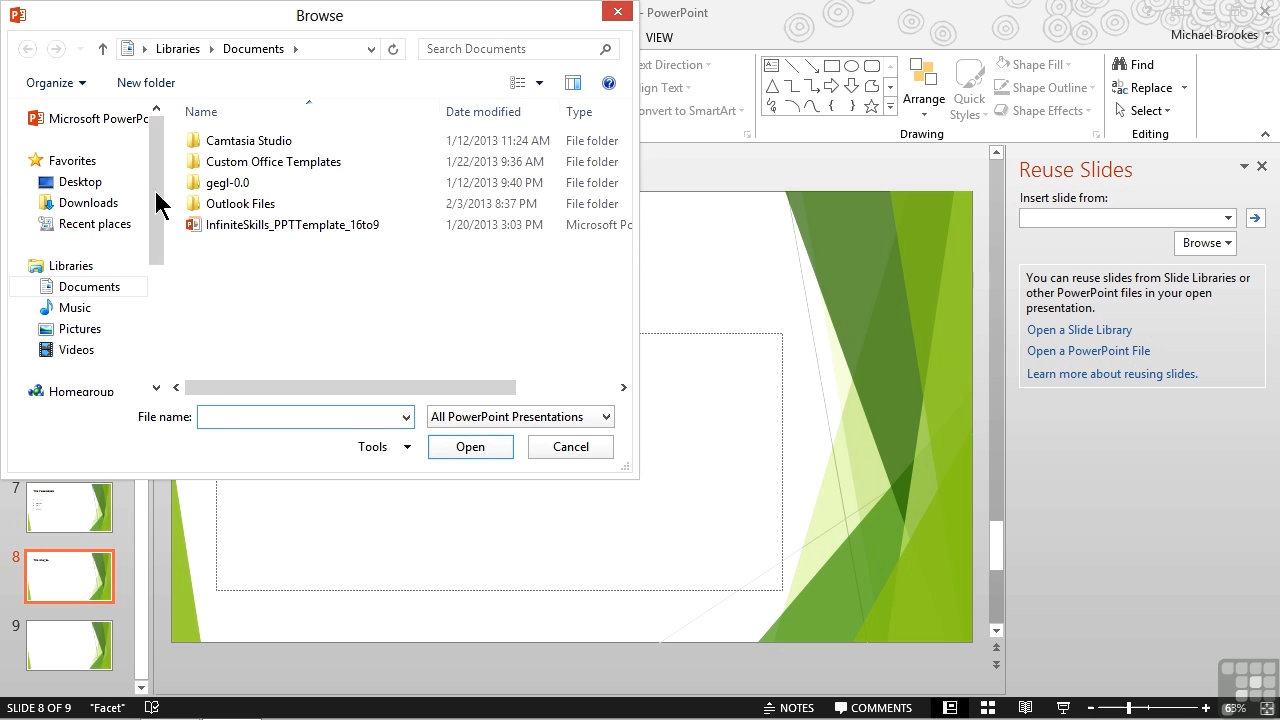 Browse
- PowerPoint
Michael Brookes
Libraries
Documents
Search Documents
VIEW
Organize
New folder
ext Direction
ign Text
onvert to SmartArt
Arrange
Quick
Styles
Shape Fill
Shape Outline
Shape Effects
Drawing
Find
Replace
Select
Editing
Microsoft PowerPc
Favorites
Desktop
Downloads
Recent places
Libraries
Documents
Music
Pictures
Videos
Homegroup
Name
Date modified
Type
Camtasia Studio 1/12/2013 11:24 AM File folder
Custom Office Templates 1/22/2013 9:36 AM File folder
gegl-0.0 1/12/2013 9:40 PM File folder
Outlook Files 2/3/2013 8:37 PM File folder
InfiniteSkills_PPTTemplate_16to9 1/20/2013 3:03 PM Microsoft Pc
File name:
All PowerPoint Presentations
Tools
Open
Cancel
Reuse Slides
Insert slide from:
Browse
You can reuse slides from Slide Libraries or
other PowerPoint files in your open
presentation.
Open a Slide Library
Open a PowerPoint File
Learn more about reusing slides.
7
8
9
SLIDE 8 OF 9
"Facet"
NOTES
COMMENTS